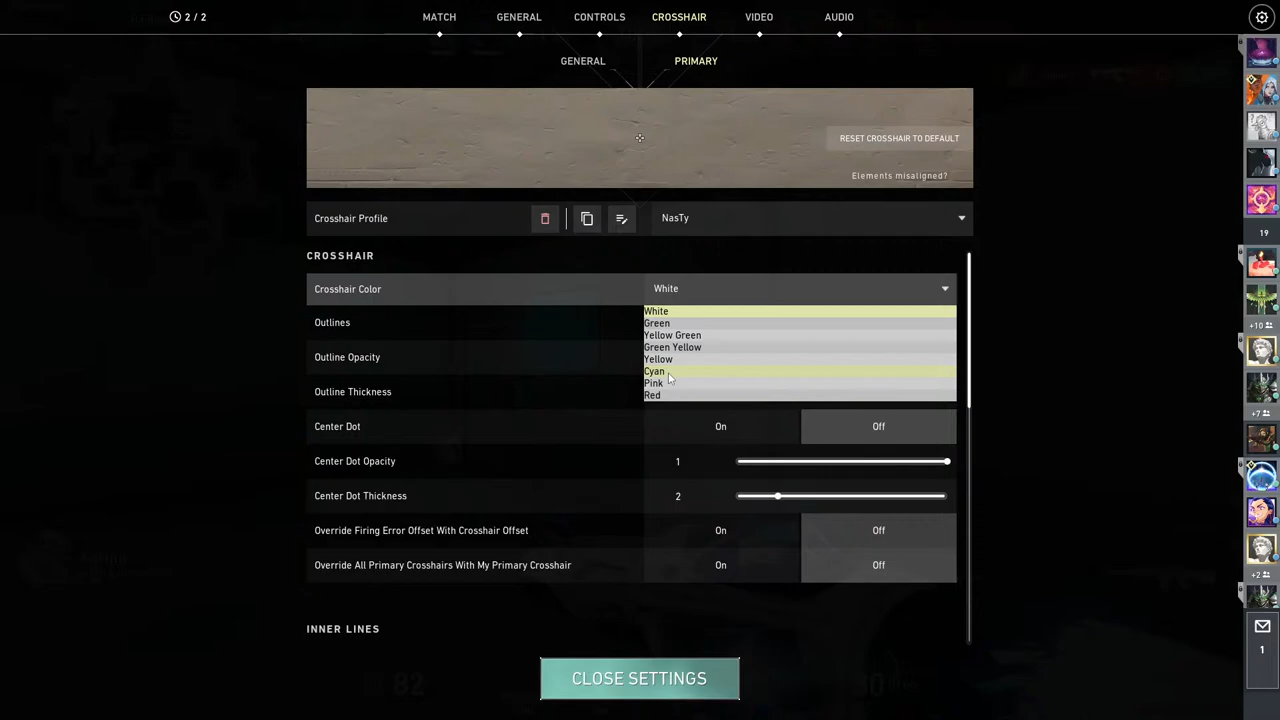 2 / 2
MATCH
GENERAL
CONTROLS
CROSSHAIR
VIDEO
AUDIO
GENERAL
PRIMARY
RESET CROSSHAIR TO DEFAULT
Elements misaligned?
Crosshair Profile
NasTy
CROSSHAIR
Crosshair Color
White
White
Outlines
Green
Yellow Green
Green Yellow
Outline Opacity
Yellow
Cyan
Pink
Outline Thickness
Red
Center Dot
On
Off
Center Dot Opacity
1
Center Dot Thickness
2
Override Firing Error Offset With Crosshair Offset
On
Off
Override All Primary Crosshairs With My Primary Crosshair
On
Off
INNER LINES
CLOSE SETTINGS
19
+10
+7
+2
1